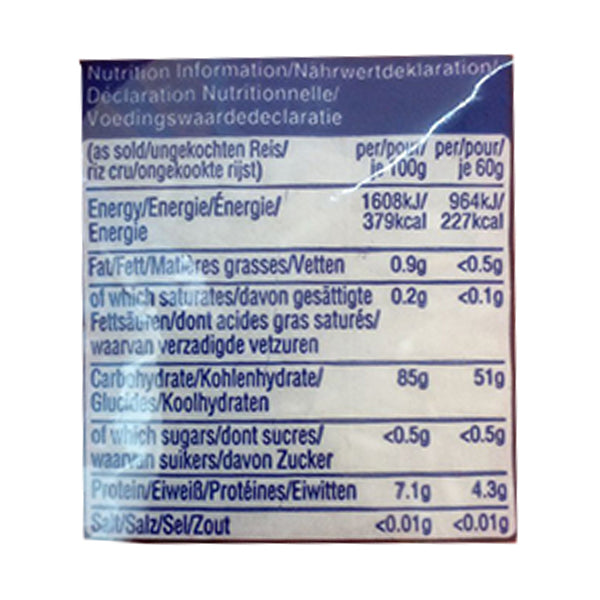 Nutrition Information/Nährwertdeklaration/
Déclaration Nutritionnelle/
Voedingswaardedeclaratie
(as sold/ungekochten Reis/ per/pour/ per/pour/
riz cru/ongekookte rijst) je 100g je 60g
Energy/Energie/Énergie/ 1608kJ/ 964kJ/
Energie 379kcal 227kcal
Fat/Fett/Matières grasses/Vetten 0.9g <0.5g
of which saturates/davon gesättigte 0.2g <0.1g
Fettsäuren/dont acides gras saturés/
waarvan verzadigde vetzuren
Carbohydrate/Kohlenhydrate/ 85g 51g
Glucides/Koolhydraten
of which sugars/dont sucres/ <0.5g <0.5g
waarvan suikers/davon Zucker
Protein/Eiweiß/Protéines/Eiwitten 7.1g 4.3g
Salt/Salz/Sel/Zout <0.01g <0.01g